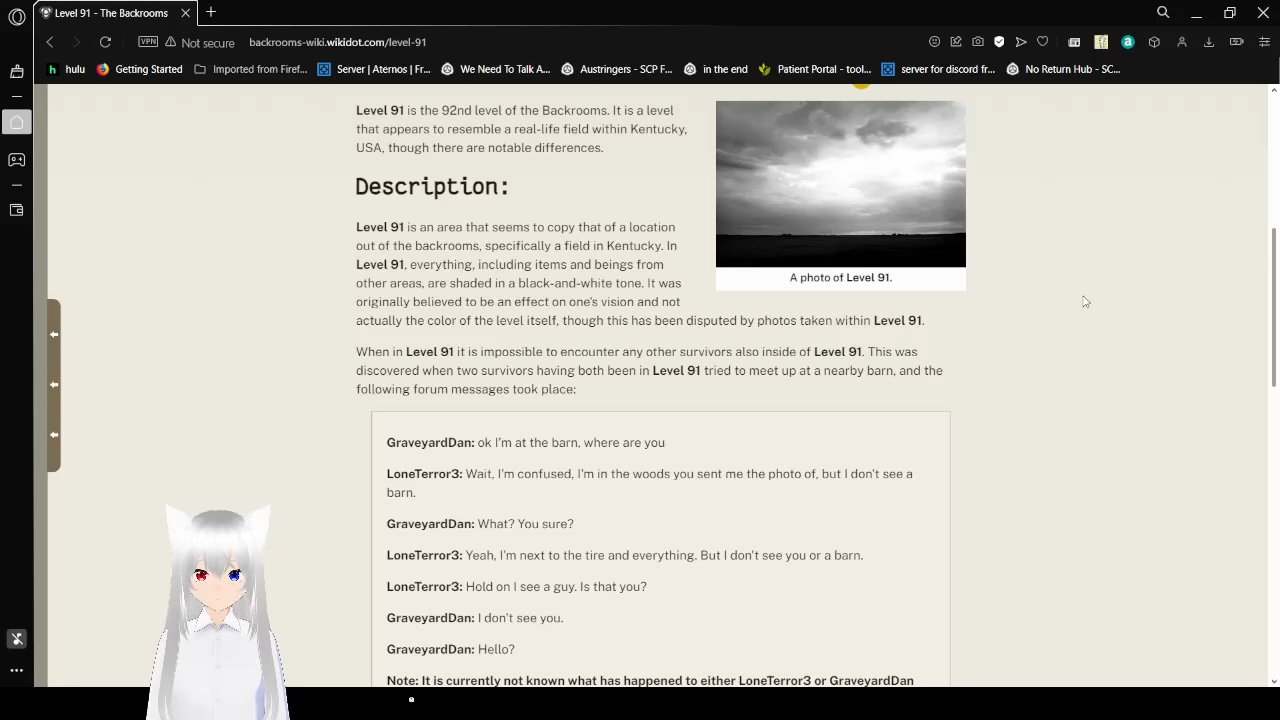 Level 91 - The Backrooms
VPN
Not secure
backrooms-wiki.wikidot.com/level-91
hulu
Getting Started
Imported from Firef...
Server | Aternos | Fr...
We Need To Talk A...
Austringers - SCP F...
in the end
Patient Portal - tool...
server for discord fr...
No Return Hub - SC...
Level 91 is the 92nd level of the Backrooms. It is a level
that appears to resemble a real-life field within Kentucky,
USA, though there are notable differences.
Description:
Level 91 is an area that seems to copy that of a location
out of the backrooms, specifically a field in Kentucky. In
Level 91, everything, including items and beings from
other areas, are shaded in a black-and-white tone. It was
originally believed to be an effect on one's vision and not
actually the color of the level itself, though this has been disputed by photos taken within Level 91.
A photo of Level 91.
When in Level 91 it is impossible to encounter any other survivors also inside of Level 91. This was
discovered when two survivors having both been in Level 91 tried to meet up at a nearby barn, and the
following forum messages took place:
GraveyardDan: ok I'm at the barn, where are you
LoneTerror3: Wait, I'm confused, I'm in the woods you sent me the photo of, but I don't see a
barn.
GraveyardDan: What? You sure?
LoneTerror3: Yeah, I'm next to the tire and everything. But I don't see you or a barn.
LoneTerror3: Hold on I see a guy. Is that you?
GraveyardDan: I don't see you.
GraveyardDan: Hello?
Note: It is currently not known what has happened to either LoneTerror3 or GraveyardDan